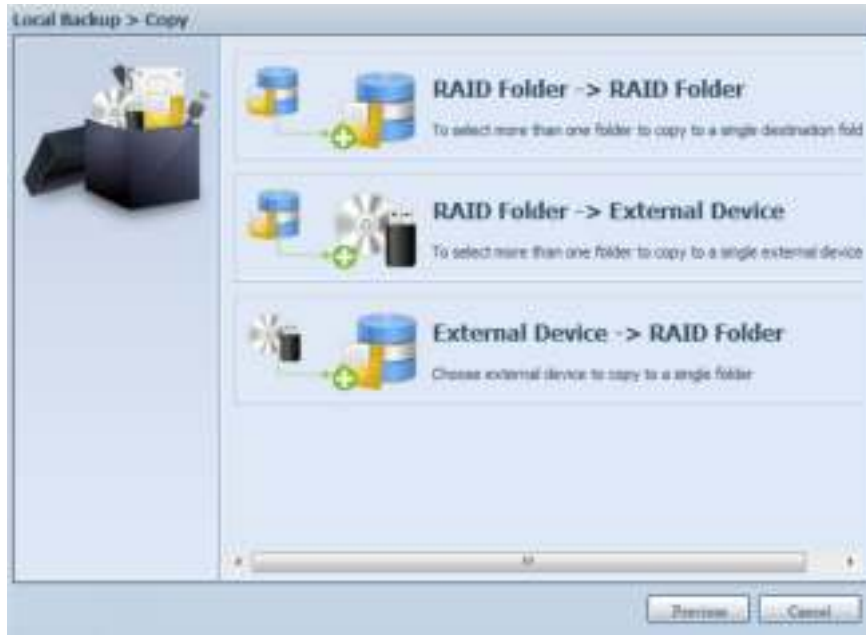 Local Backup > Copy
RAID Folder -> RAID Folder
To select more than one folder to copy to a single destination fold
RAID Folder -> External Device
To select more than one folder to copy to a single external device
External Device -> RAID Folder
Choose external device to copy to a single folder
Previous
Cancel